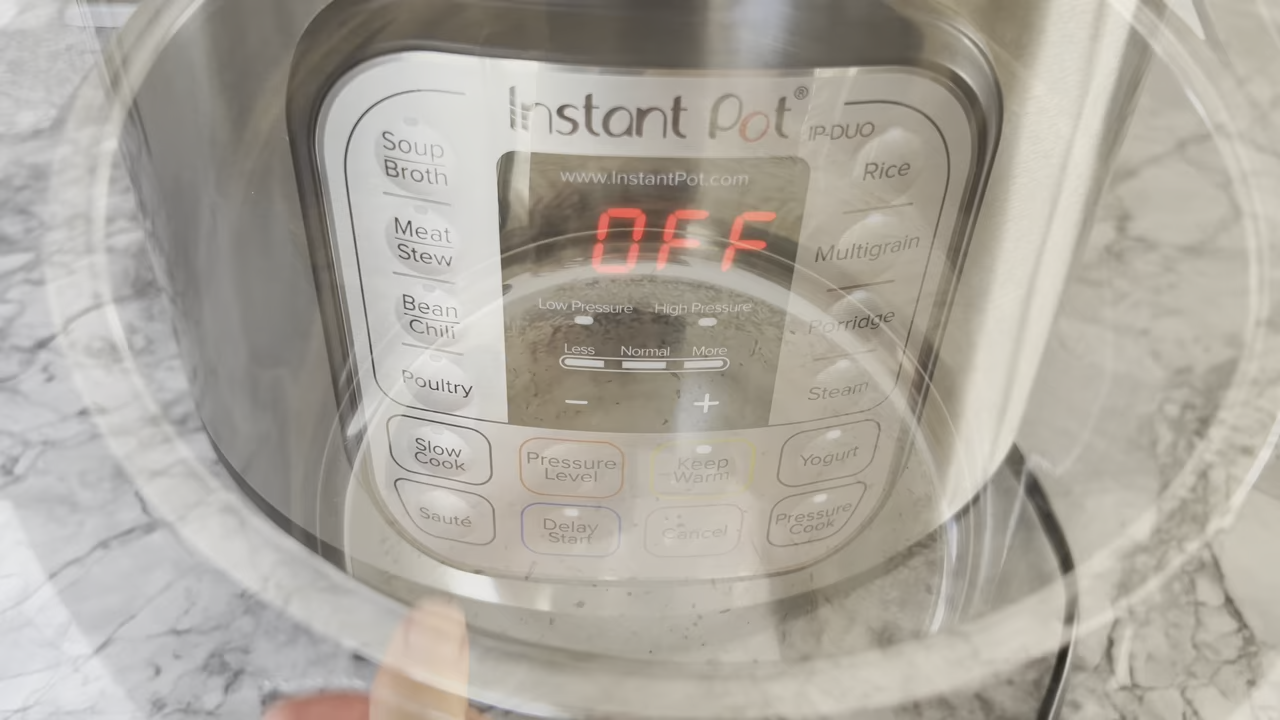 Instant Pot®
IP-DUO
Soup
Broth
Meat
Stew
Bean
Chili
Poultry
www.InstantPot.com
OFF
Low Pressure High Pressure
Less Normal More
− +
Rice
Multigrain
Porridge
Steam
Slow
Cook
Pressure
Level
Keep
Warm
Yogurt
Sauté
Delay
Start
Cancel
Pressure
Cook